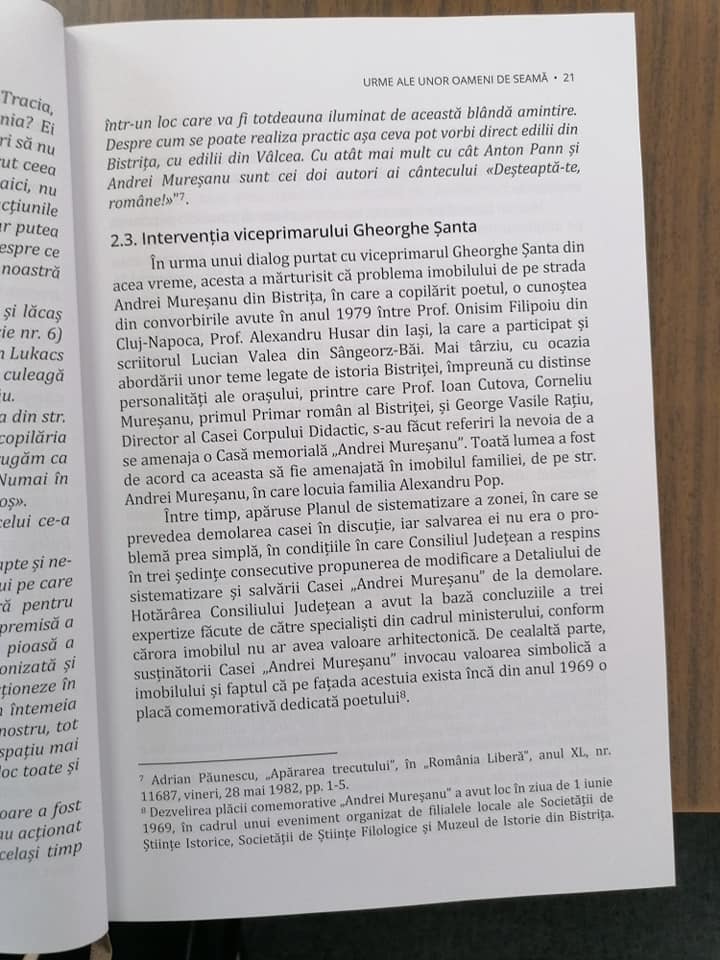 Tracia,
nia? Ei
ri să nu
ut ceea
aici, nu
cțiunile
r putea
espre ce
noastră
și lăcaș
ie nr. 6)
n Lukacs
culeagă
iu.
a din str.
copilăria
rugăm ca
Numai în
oș».
celui ce-a
apte și ne-
ui pe care
ră pentru
premisă a
pioasă a
onizată și
ționeze în
n întemeia
nostru, tot
spațiu mai
loc toate și
oare a fost
au acționat
celași timp
URME ALE UNOR OAMENI DE SEAMĂ • 21
într-un loc care va fi totdeauna iluminat de această blândă amintire.
Despre cum se poate realiza practic așa ceva pot vorbi direct edilii din
Bistrița, cu edilii din Vâlcea. Cu atât mai mult cu cât Anton Pann și
Andrei Mureșanu sunt cei doi autori ai cântecului «Deșteaptă-te,
române!»"7.
2.3. Intervenția viceprimarului Gheorghe Șanta
În urma unui dialog purtat cu viceprimarul Gheorghe Șanta din
acea vreme, acesta a mărturisit că problema imobilului de pe strada
Andrei Mureșanu din Bistrița, în care a copilărit poetul, o cunoștea
din convorbirile avute în anul 1979 între Prof. Onisim Filipoiu din
Cluj-Napoca, Prof. Alexandru Husar din Iași, la care a participat și
scriitorul Lucian Valea din Sângeorz-Băi. Mai târziu, cu ocazia
abordării unor teme legate de istoria Bistriței, împreună cu distinse
personalități ale orașului, printre care Prof. Ioan Cutova, Corneliu
Mureșanu, primul Primar român al Bistriței, și George Vasile Rațiu,
Director al Casei Corpului Didactic, s-au făcut referiri la nevoia de a
se amenaja o Casă memorială „Andrei Mureșanu". Toată lumea a fost
de acord ca aceasta să fie amenajată în imobilul familiei, de pe str.
Andrei Mureșanu, în care locuia familia Alexandru Pop.
Între timp, apăruse Planul de sistematizare a zonei, în care se
prevedea demolarea casei în discuție, iar salvarea ei nu era o pro-
blemă prea simplă, în condițiile în care Consiliul Județean a respins
în trei ședințe consecutive propunerea de modificare a Detaliului de
sistematizare și salvării Casei „Andrei Mureșanu" de la demolare.
Hotărârea Consiliului Județean a avut la bază concluziile a trei
expertize făcute de către specialiști din cadrul ministerului, conform
cărora imobilul nu ar avea valoare arhitectonică. De cealaltă parte,
susținătorii Casei „Andrei Mureșanu" invocau valoarea simbolică a
imobilului și faptul că pe fațada acestuia exista încă din anul 1969 o
placă comemorativă dedicată poetului8.
7 Adrian Păunescu, „Apărarea trecutului", în „România Liberă", anul XL, nr.
11687, vineri, 28 mai 1982, pp. 1-5.
8 Dezvelirea plăcii comemorative „Andrei Mureșanu" a avut loc în ziua de 1 iunie
1969, în cadrul unui eveniment organizat de filialele locale ale Societății de
Științe Istorice, Societății de Științe Filologice și Muzeul de Istorie din Bistrița.